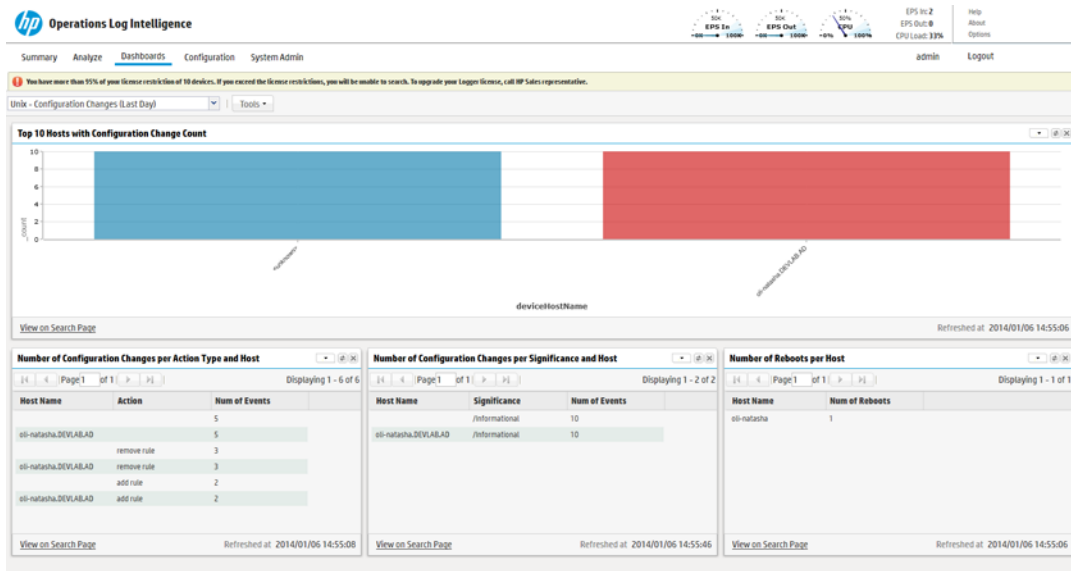 hp Operations Log Intelligence
50K 50K 50%
EPS In EPS Out CPU
0K 100K 0K 100K 0% 100%
EPS In: 2
EPS Out: 0
CPU Load: 33%
Help
About
Options
Summary Analyze Dashboards Configuration System Admin admin Logout
You have more than 95% of your license restriction of 10 devices. If you exceed the license restrictions, you will be unable to search. To upgrade your Logger license, call HP Sales representative.
Unix - Configuration Changes (Last Day) Tools
Top 10 Hosts with Configuration Change Count
10
8
6
4
2
0
_count
oli-natasha.DEVLAB.AD
deviceHostName
View on Search Page Refreshed at 2014/01/06 14:55:06
Number of Configuration Changes per Action Type and Host
Page 1 of 1 Displaying 1 - 6 of 6
Host Name Action Num of Events
5
oli-natasha.DEVLAB.AD 5
remove rule 3
oli-natasha.DEVLAB.AD remove rule 3
add rule 2
oli-natasha.DEVLAB.AD add rule 2
View on Search Page Refreshed at 2014/01/06 14:55:08
Number of Configuration Changes per Significance and Host
Page 1 of 1 Displaying 1 - 2 of 2
Host Name Significance Num of Events
/Informational 10
oli-natasha.DEVLAB.AD /Informational 10
View on Search Page Refreshed at 2014/01/06 14:55:46
Number of Reboots per Host
Page 1 of 1 Displaying 1 - 1 of 1
Host Name Num of Reboots
oli-natasha 1
View on Search Page Refreshed at 2014/01/06 14:55:06